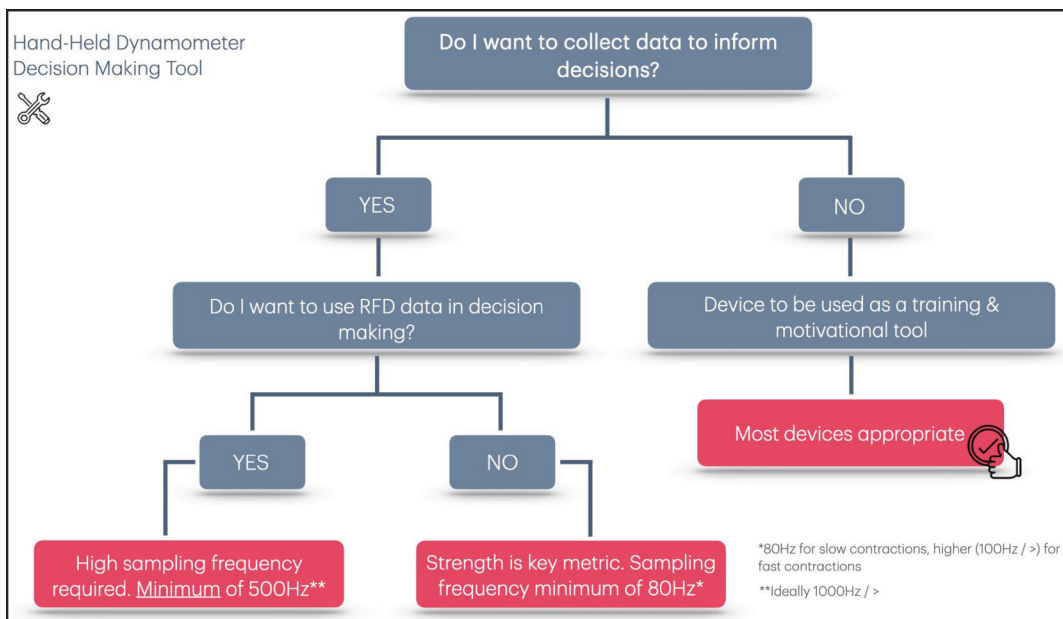 Hand-Held Dynamometer
Decision Making Tool
Do I want to collect data to inform
decisions?
YES
NO
Do I want to use RFD data in decision
making?
Device to be used as a training &
motivational tool
YES
NO
Most devices appropriate
High sampling frequency
required. Minimum of 500Hz**
Strength is key metric. Sampling
frequency minimum of 80Hz*
*80Hz for slow contractions, higher (100Hz / >) for
fast contractions
**Ideally 1000Hz / >